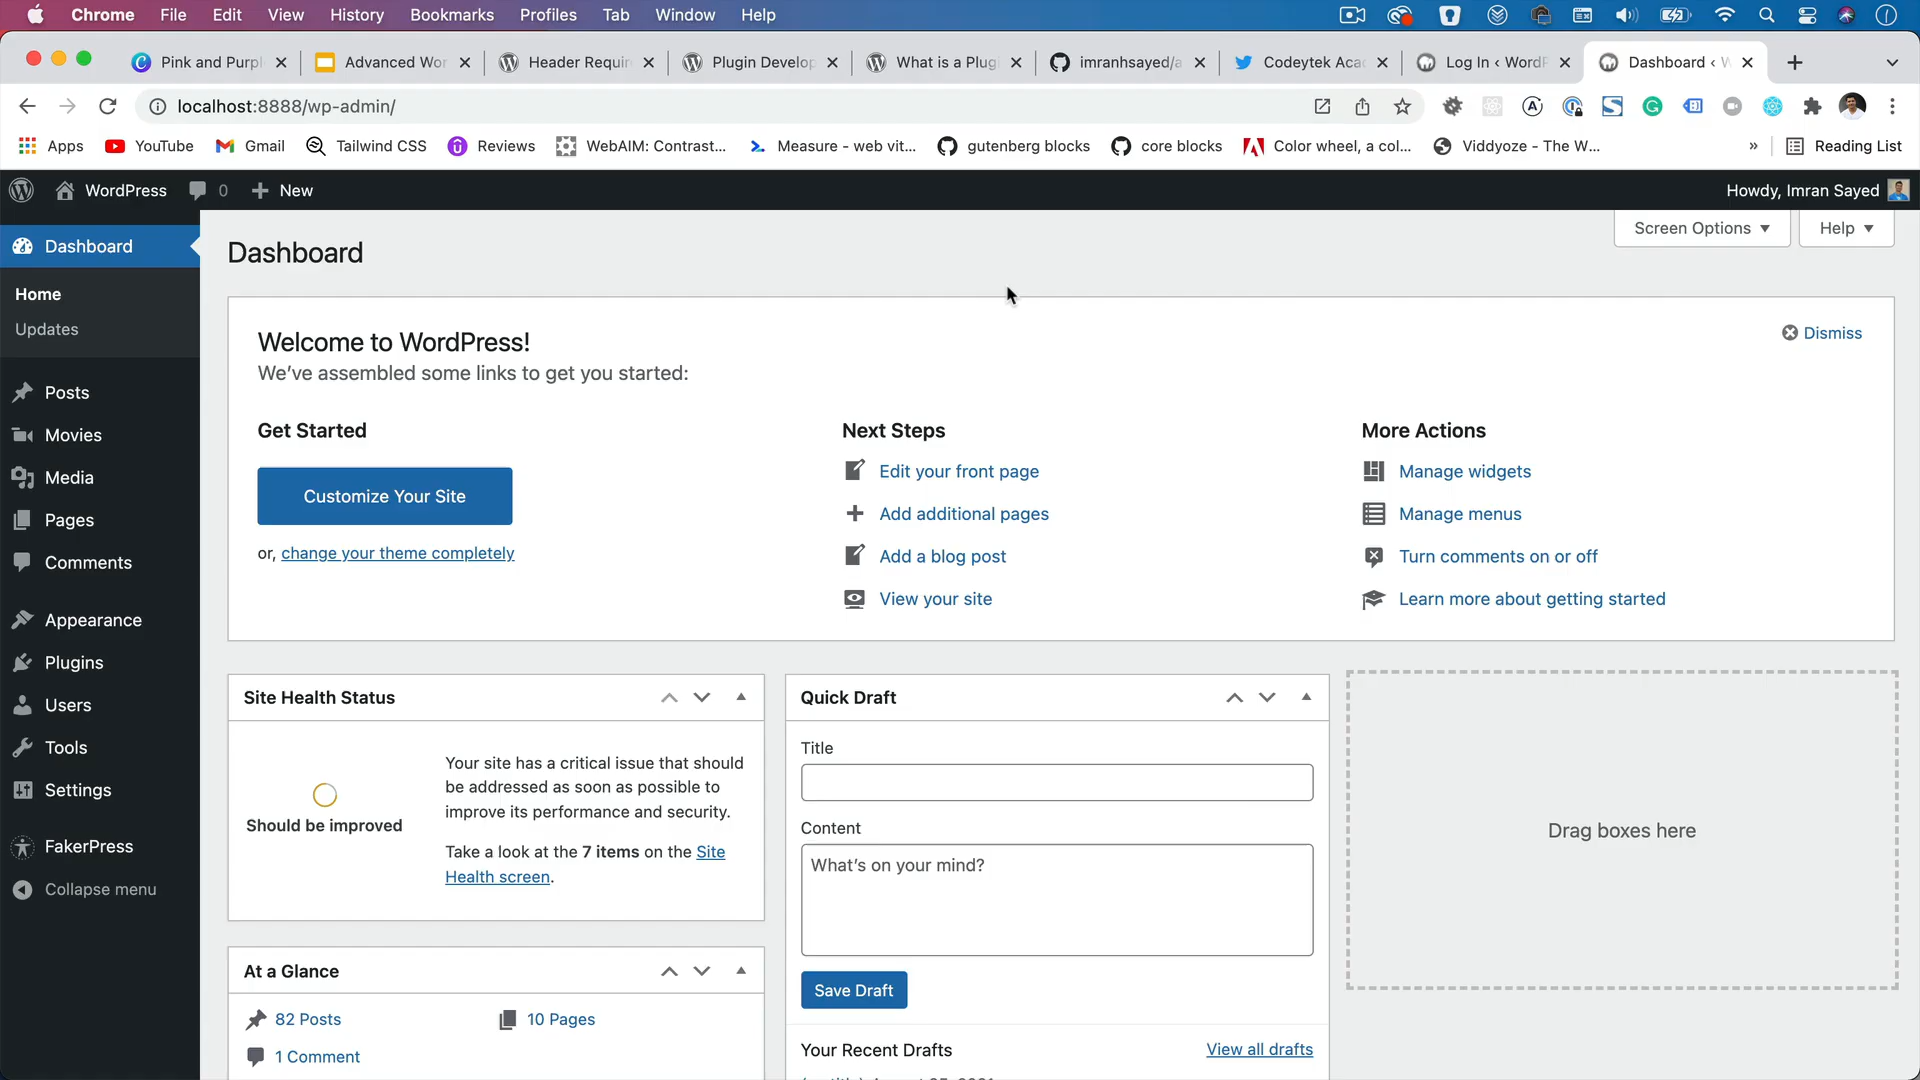 Chrome File Edit View History Bookmarks Profiles Tab Window Help
Pink and Purpl Advanced Wor Header Requir Plugin Develop What is a Plug imranhsayed/a Codeytek Aca Log In ‹ WordP Dashboard ‹ W
localhost:8888/wp-admin/
Apps YouTube Gmail Tailwind CSS Reviews WebAIM: Contrast... Measure - web vit... gutenberg blocks core blocks Color wheel, a col... Viddyoze - The W... » Reading List
WordPress 0 New Howdy, Imran Sayed
Dashboard
Home
Updates
Posts
Movies
Media
Pages
Comments
Appearance
Plugins
Users
Tools
Settings
FakerPress
Collapse menu
Screen Options Help
Dashboard
Welcome to WordPress!
Dismiss
We've assembled some links to get you started:
Get Started
Customize Your Site
or, change your theme completely
Next Steps
Edit your front page
Add additional pages
Add a blog post
View your site
More Actions
Manage widgets
Manage menus
Turn comments on or off
Learn more about getting started
Site Health Status
Should be improved
Your site has a critical issue that should
be addressed as soon as possible to
improve its performance and security.
Take a look at the 7 items on the Site
Health screen.
At a Glance
82 Posts 10 Pages
1 Comment
Quick Draft
Title
Content
What's on your mind?
Save Draft
Your Recent Drafts View all drafts
Drag boxes here